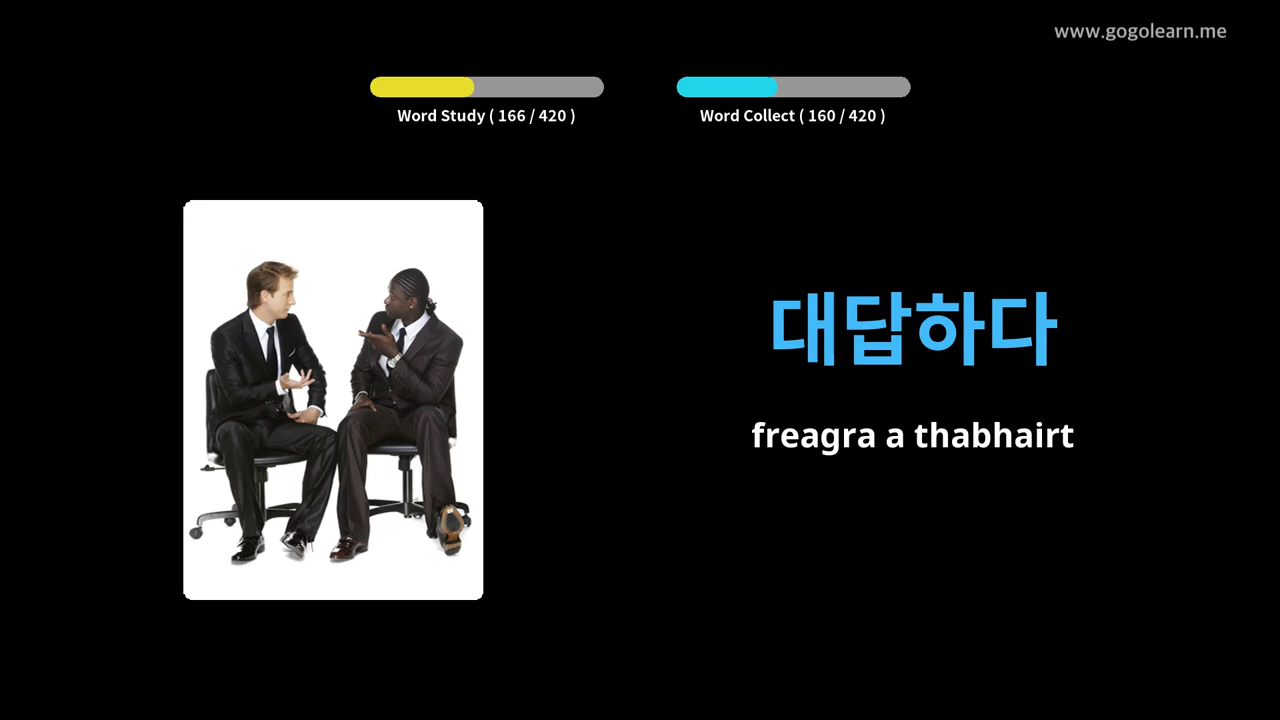 www.gogolearn.me
Word Study ( 166 / 420 )
Word Collect ( 160 / 420 )
대답하다
freagra a thabhairt